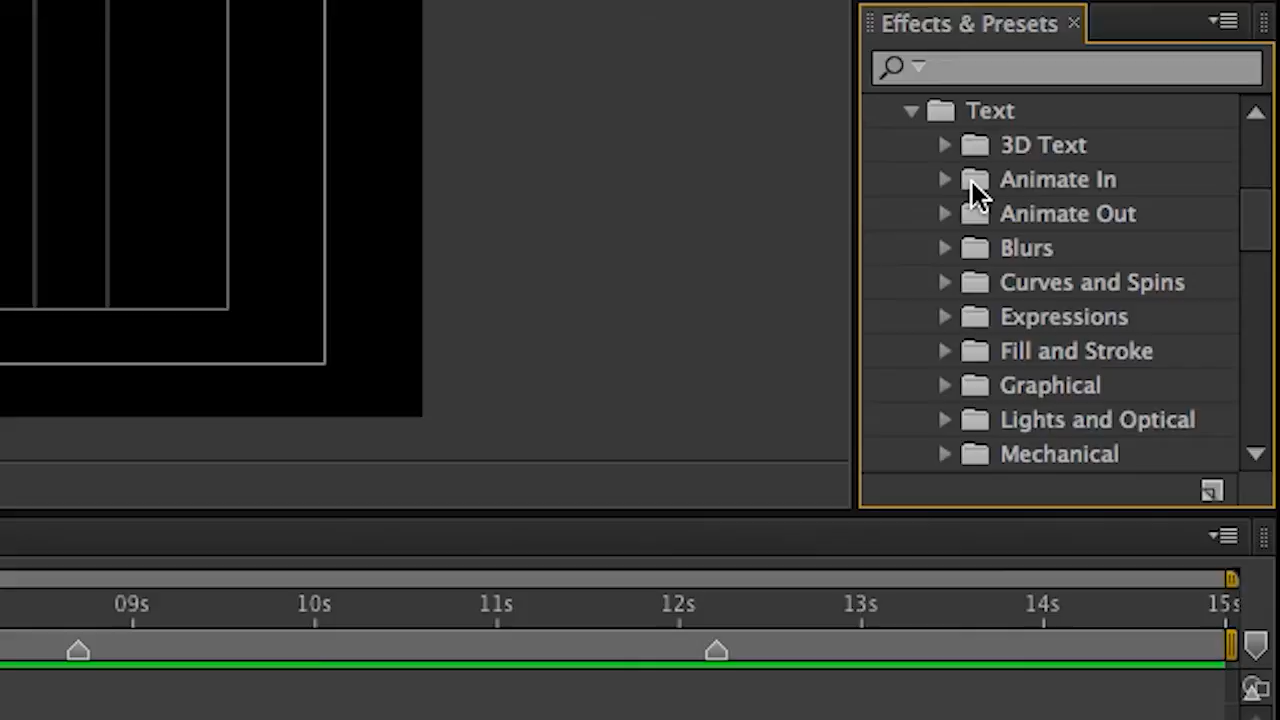 Effects & Presets
Text
3D Text
Animate In
Animate Out
Blurs
Curves and Spins
Expressions
Fill and Stroke
Graphical
Lights and Optical
Mechanical
09s 10s 11s 12s 13s 14s 15s